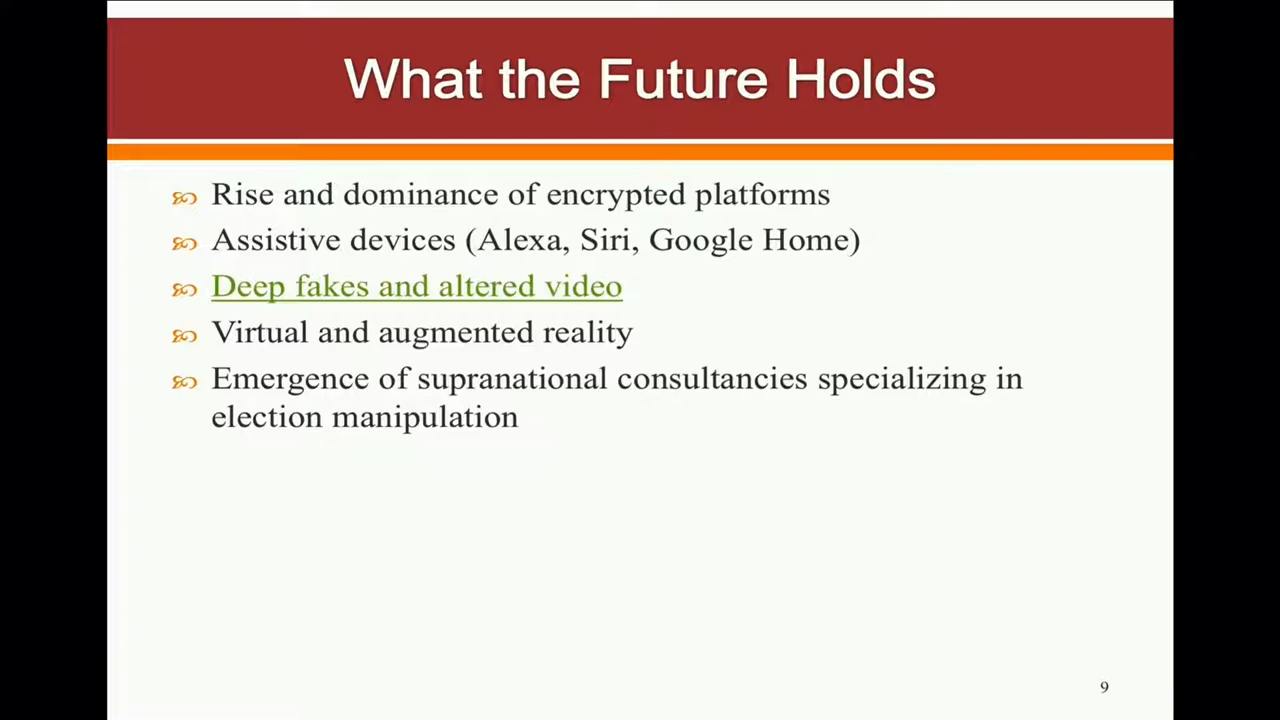 What the Future Holds
Rise and dominance of encrypted platforms
Assistive devices (Alexa, Siri, Google Home)
Deep fakes and altered video
Virtual and augmented reality
Emergence of supranational consultancies specializing in
election manipulation
9